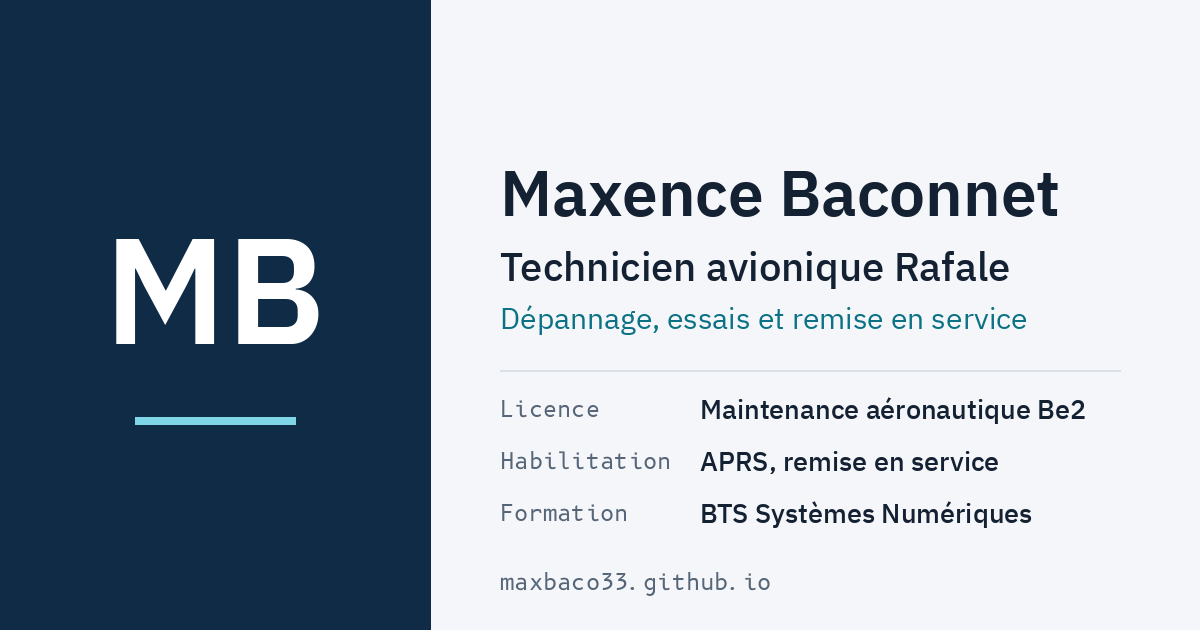 MB
Maxence Baconnet
Technicien avionique Rafale
Dépannage, essais et remise en service
Licence Maintenance aéronautique Be2
Habilitation APRS, remise en service
Formation BTS Systèmes Numériques
maxbaco33.github.io